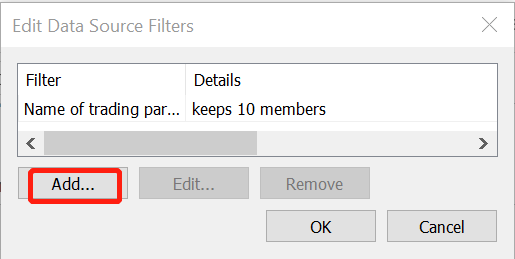 Edit Data Source Filters
Filter Details
Name of trading par... keeps 10 members
Add... Edit... Remove
OK Cancel